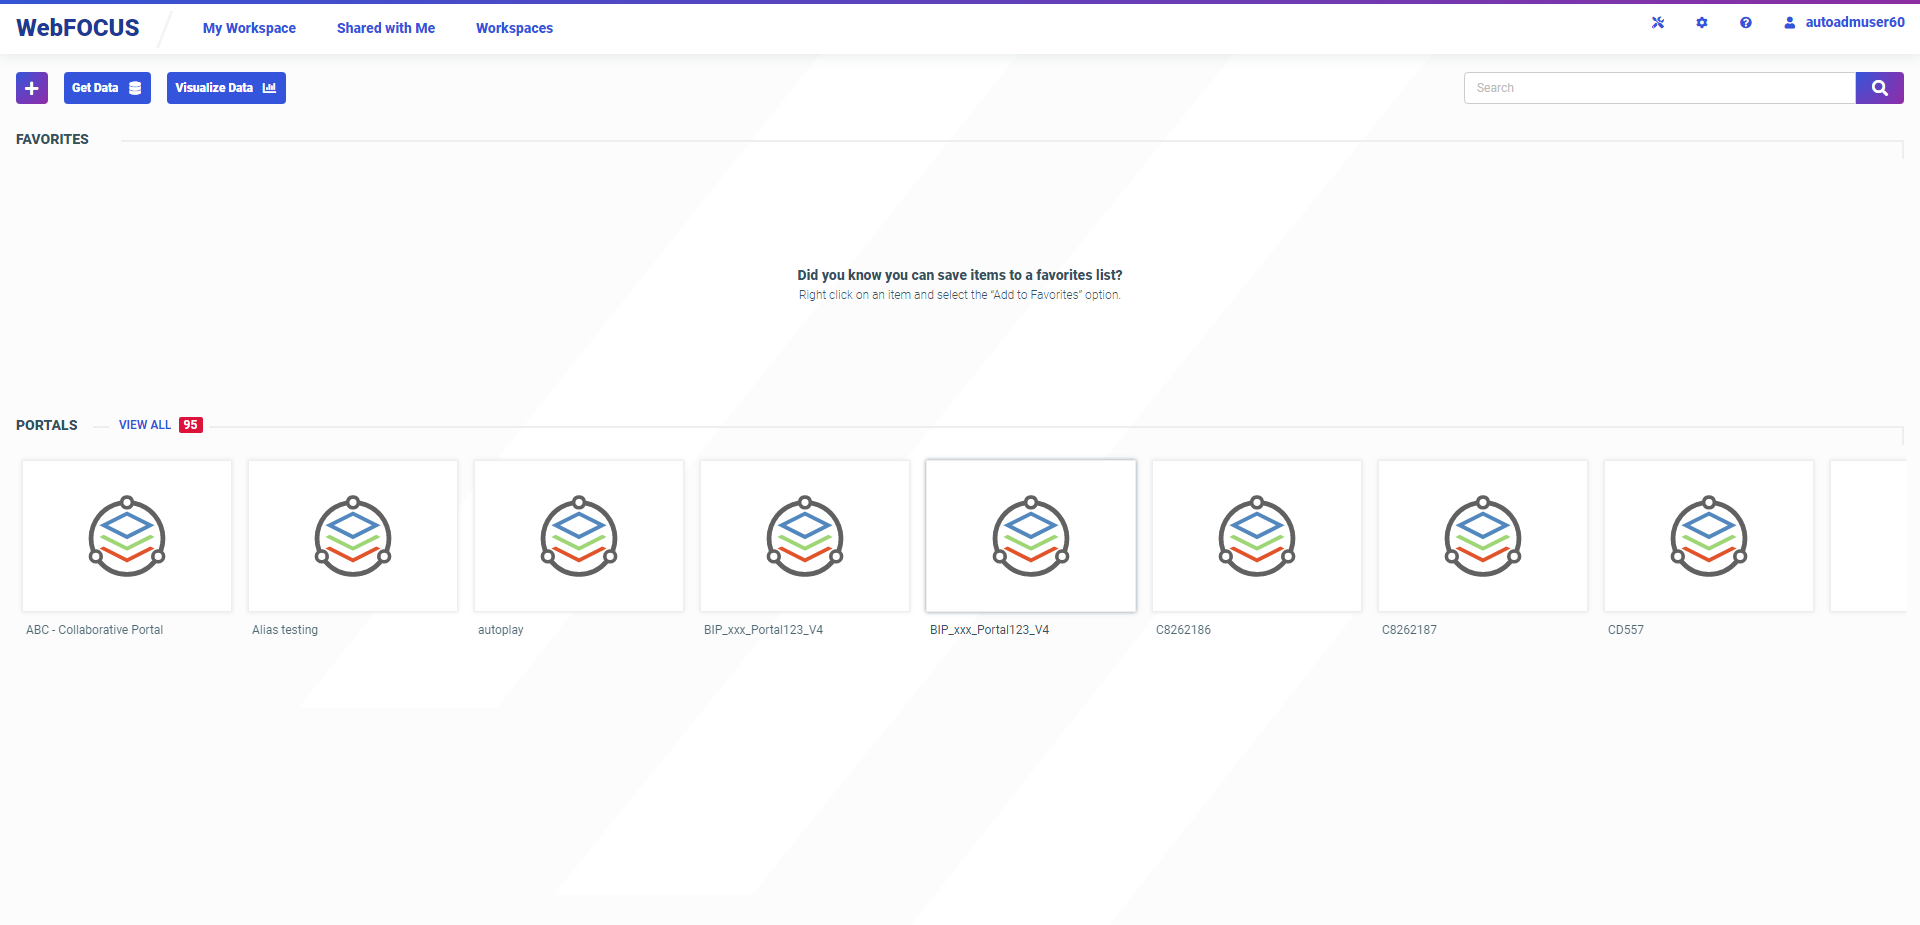 WebFOCUS
My Workspace
Shared with Me
Workspaces
autoadmuser60
Get Data
Visualize Data
Search
FAVORITES
Did you know you can save items to a favorites list?
Right click on an item and select the “Add to Favorites” option.
PORTALS
VIEW ALL 95
ABC - Collaborative Portal
Alias testing
autoplay
BIP_xxx_Portal123_V4
BIP_xxx_Portal123_V4
C8262186
C8262187
CD557